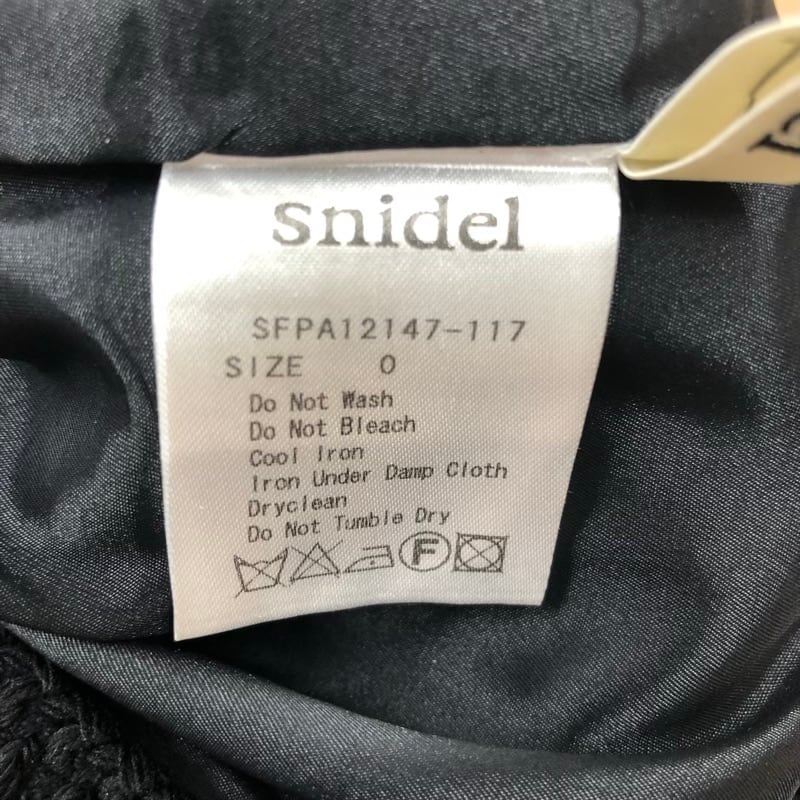 snidel
SFPA12147-117
SIZE 0
Do Not Wash
Do Not Bleach
Cool Iron
Iron Under Damp Cloth
Dryclean
Do Not Tumble Dry
F